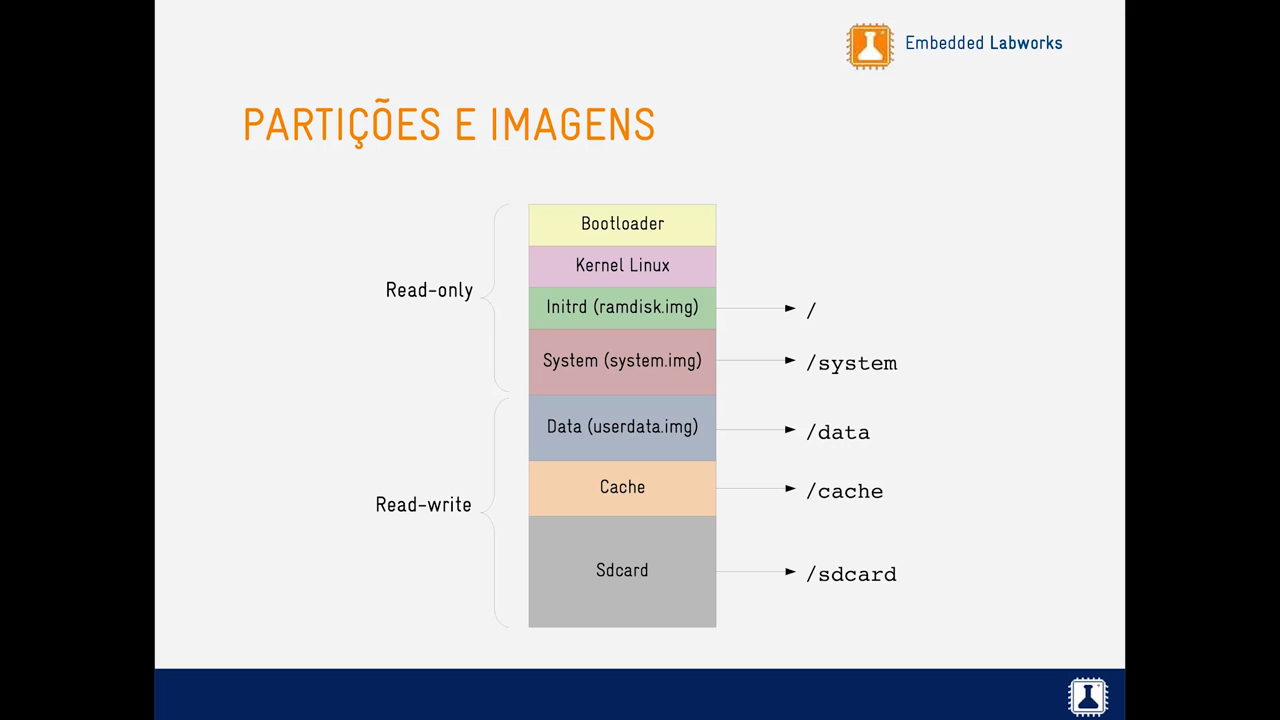 Embedded Labworks
PARTIÇÕES E IMAGENS
Bootloader
Kernel Linux
Read-only
Initrd (ramdisk.img)
/
System (system.img)
/system
Data (userdata.img)
/data
Cache
/cache
Read-write
Sdcard
/sdcard